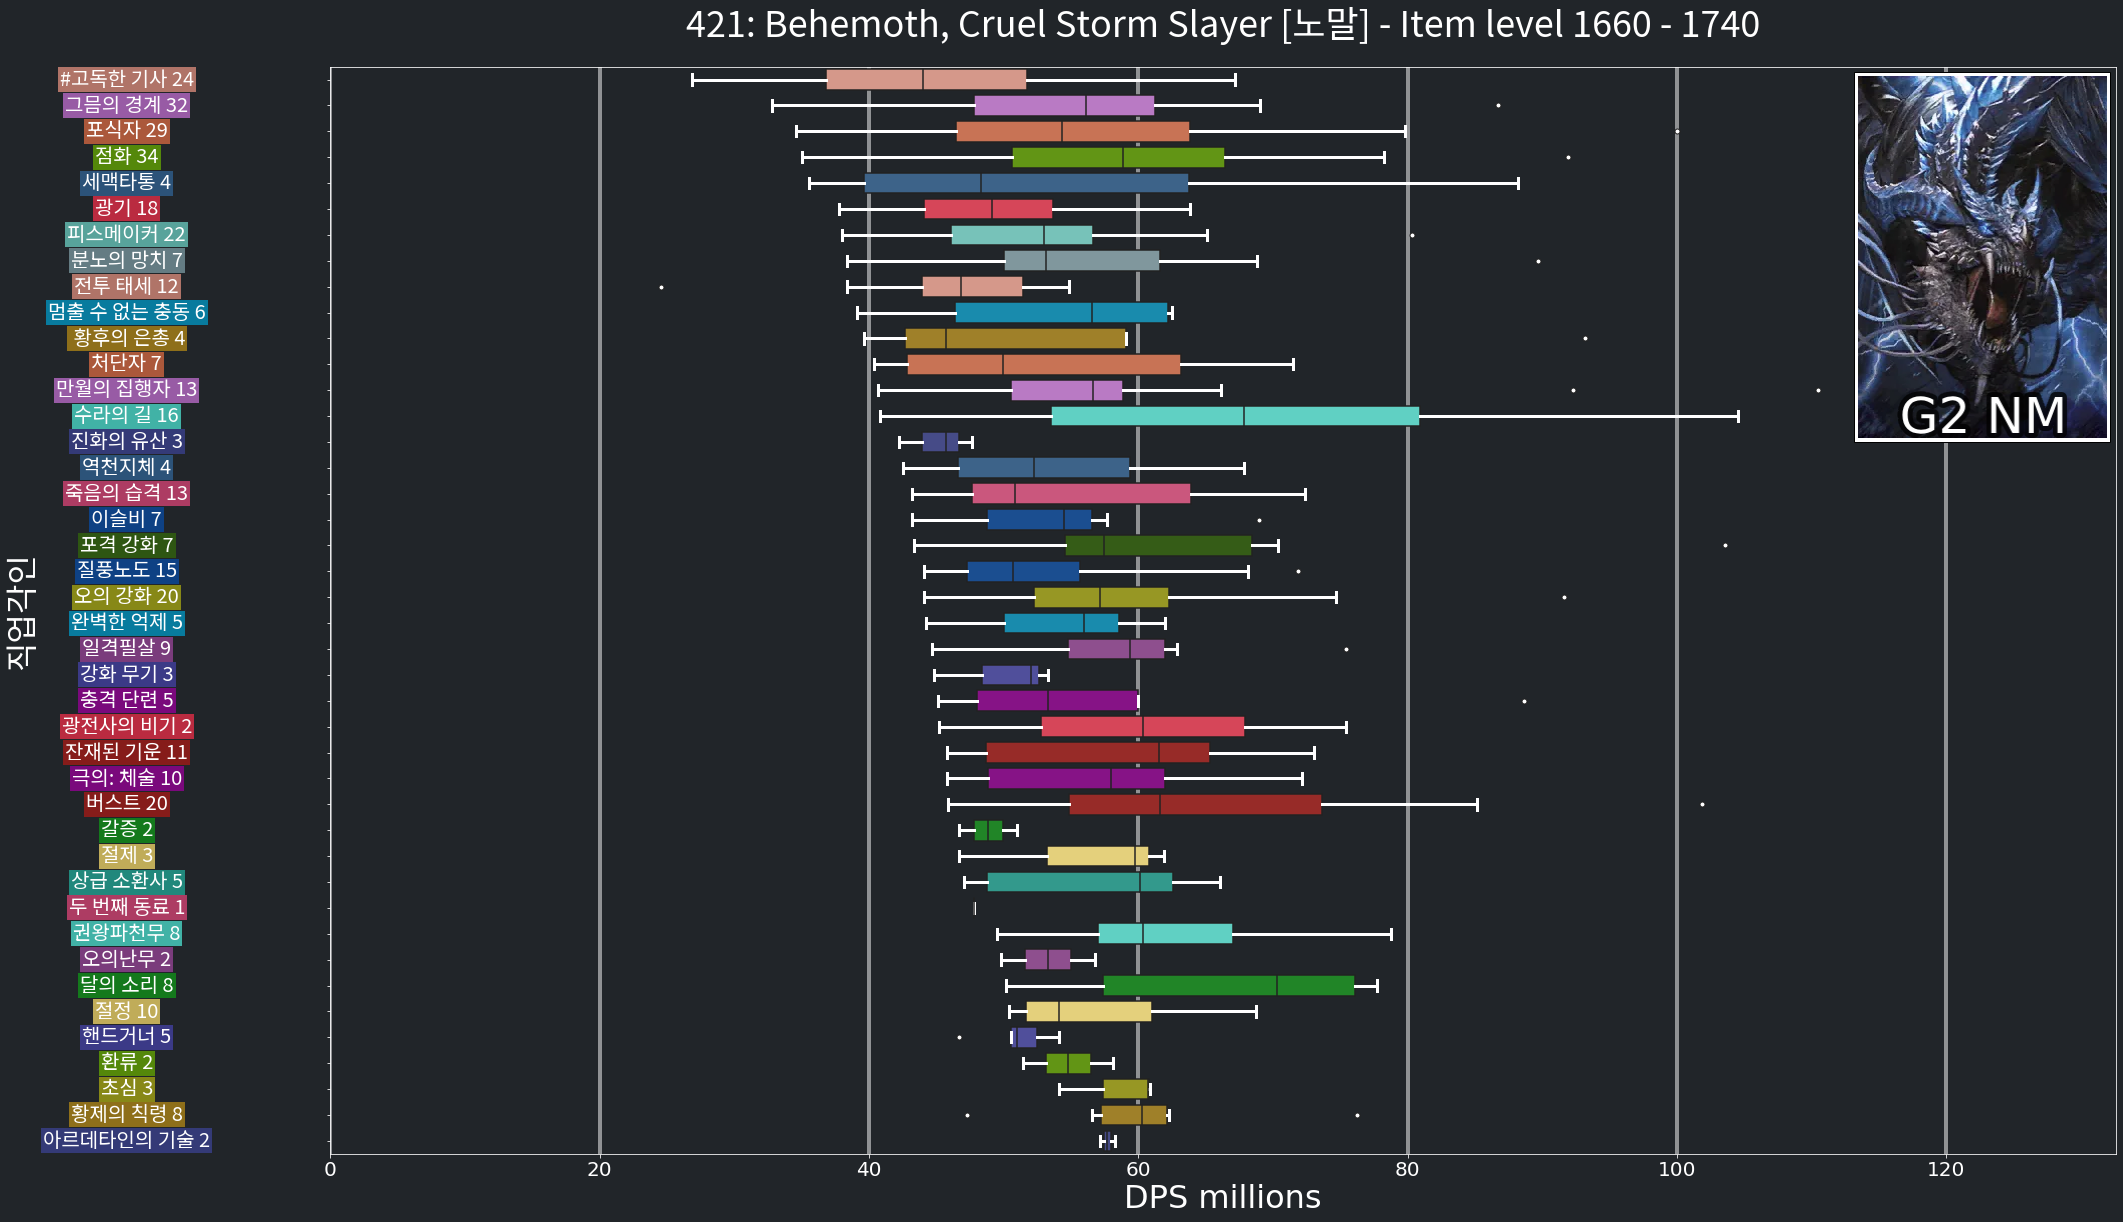 421: Behemoth, Cruel Storm Slayer [노말] - Item level 1660 - 1740
#고독한 기사 24
그믐의 경계 32
포식자 29
점화 34
세맥타통 4
광기 18
피스메이커 22
분노의 망치 7
전투 태세 12
멈출 수 없는 충동 6
황후의 은총 4
처단자 7
만월의 집행자 13
수라의 길 16
진화의 유산 3
역천지체 4
죽음의 습격 13
이슬비 7
포격 강화 7
질풍노도 15
오의 강화 20
완벽한 억제 5
일격필살 9
강화 무기 3
충격 단련 5
광전사의 비기 2
잔재된 기운 11
극의: 체술 10
버스트 20
갈증 2
절제 3
상급 소환사 5
두 번째 동료 1
권왕파천무 8
오의난무 2
달의 소리 8
절정 10
핸드거너 5
환류 2
초심 3
황제의 칙령 8
아르데타인의 기술 2
직업각인
G2 NM
0 20 40 60 80 100 120
DPS millions